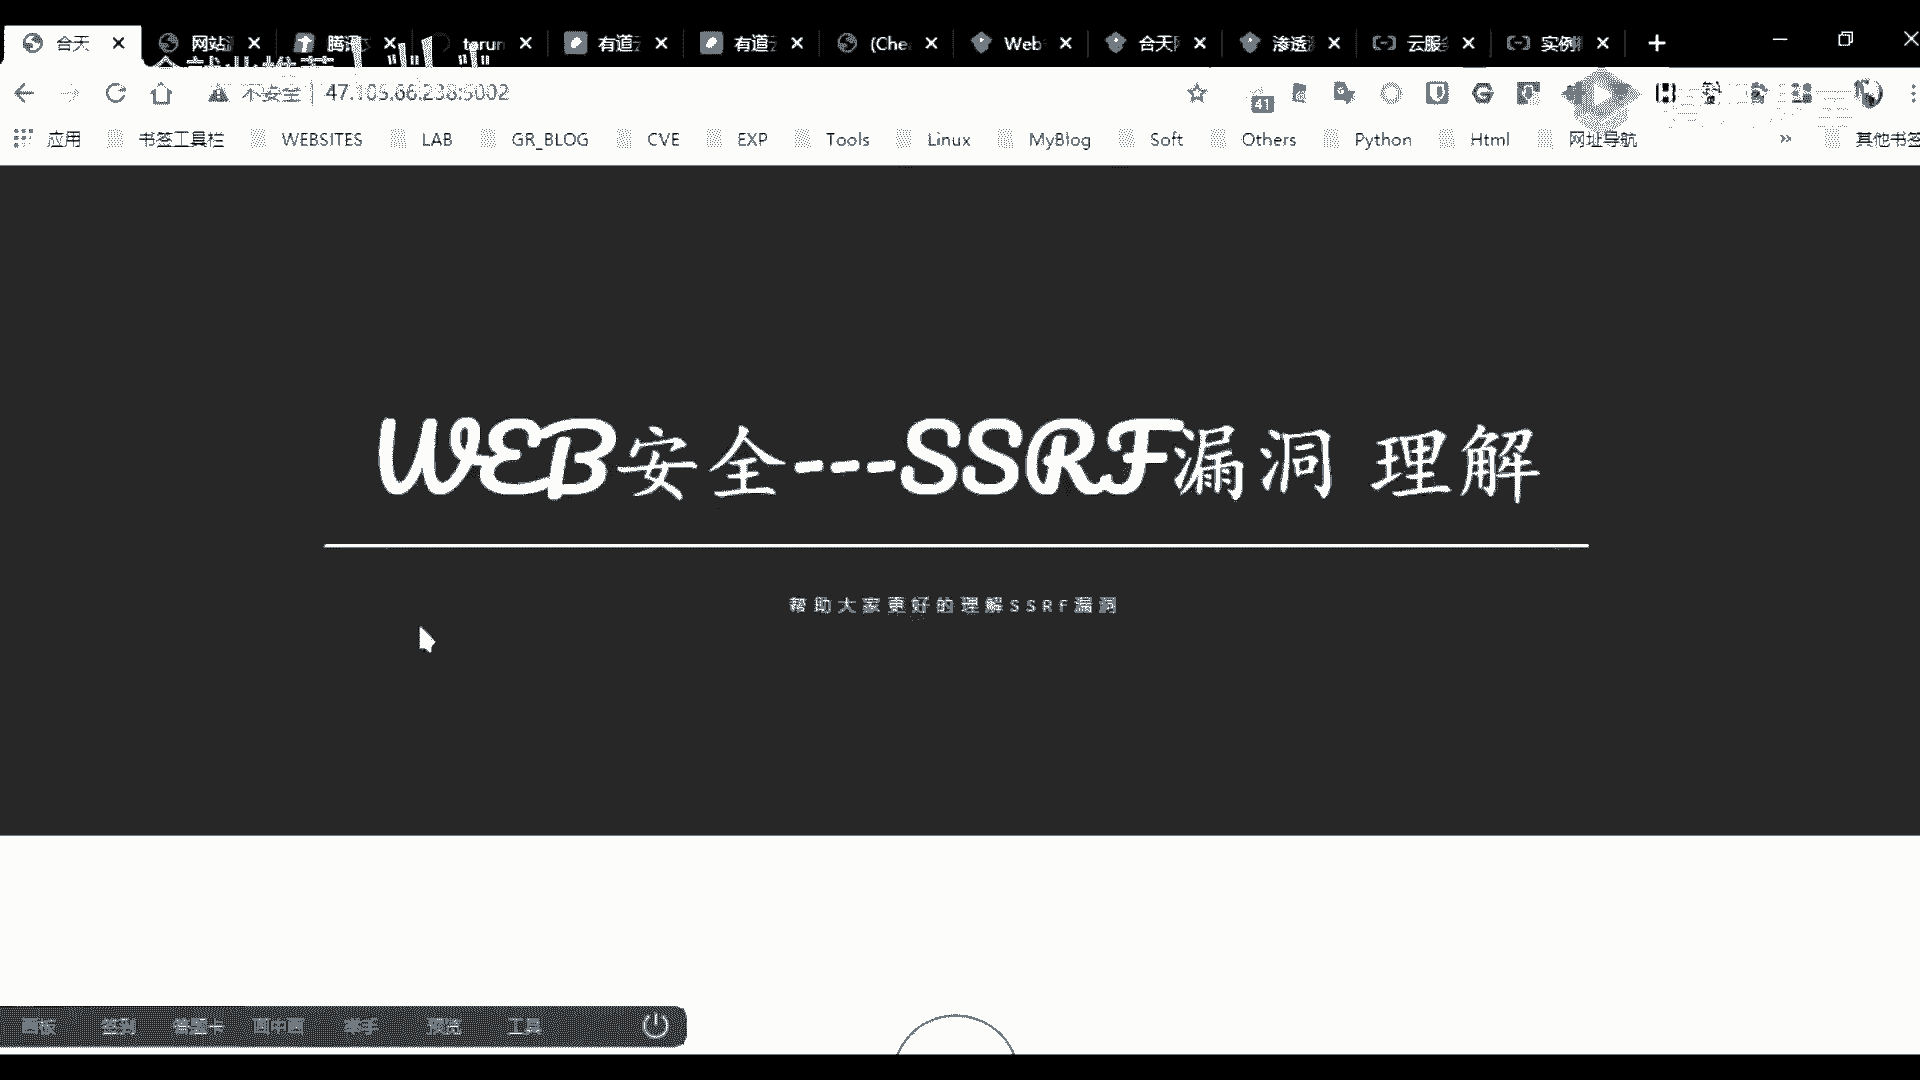 合天 网站 腾讯 tarun 有道云 有道云 (Che Web 合天 渗透 云服 实例
不安全 47.105.66.238:5002
41
应用 书签工具栏 WEBSITES LAB GR_BLOG CVE EXP Tools Linux MyBlog Soft Others Python Html 网址导航 » 其他书签
WEB安全---SSRF漏洞 理解
帮助大家更好的理解SSRF漏洞
画板 签到 答题卡 画中画 举手 预览 工具